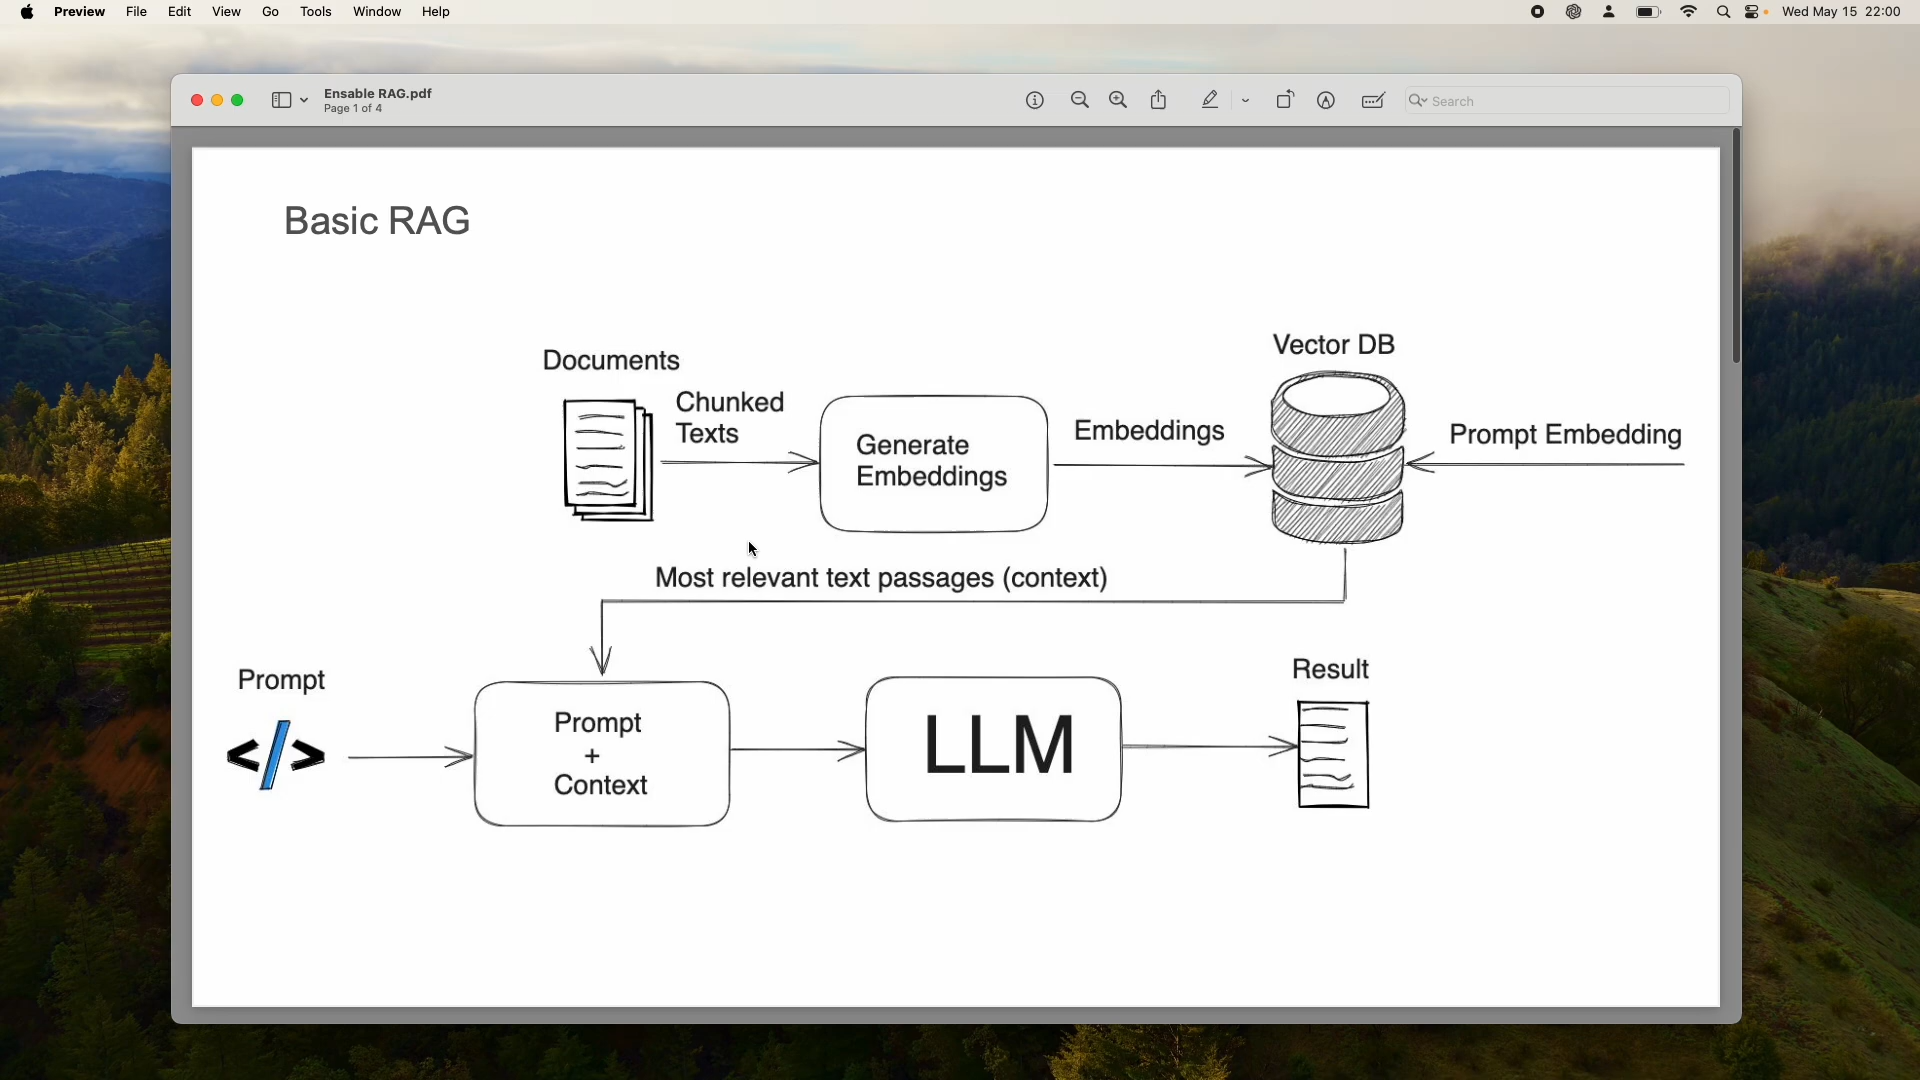 Preview File Edit View Go Tools Window Help Wed May 15 22:00
Ensable RAG.pdf
Page 1 of 4
Search
Basic RAG
Vector DB
Documents
Chunked
Texts
Generate
Embeddings
Embeddings
Prompt Embedding
Most relevant text passages (context)
Prompt
</>
Prompt
+
Context
LLM
Result